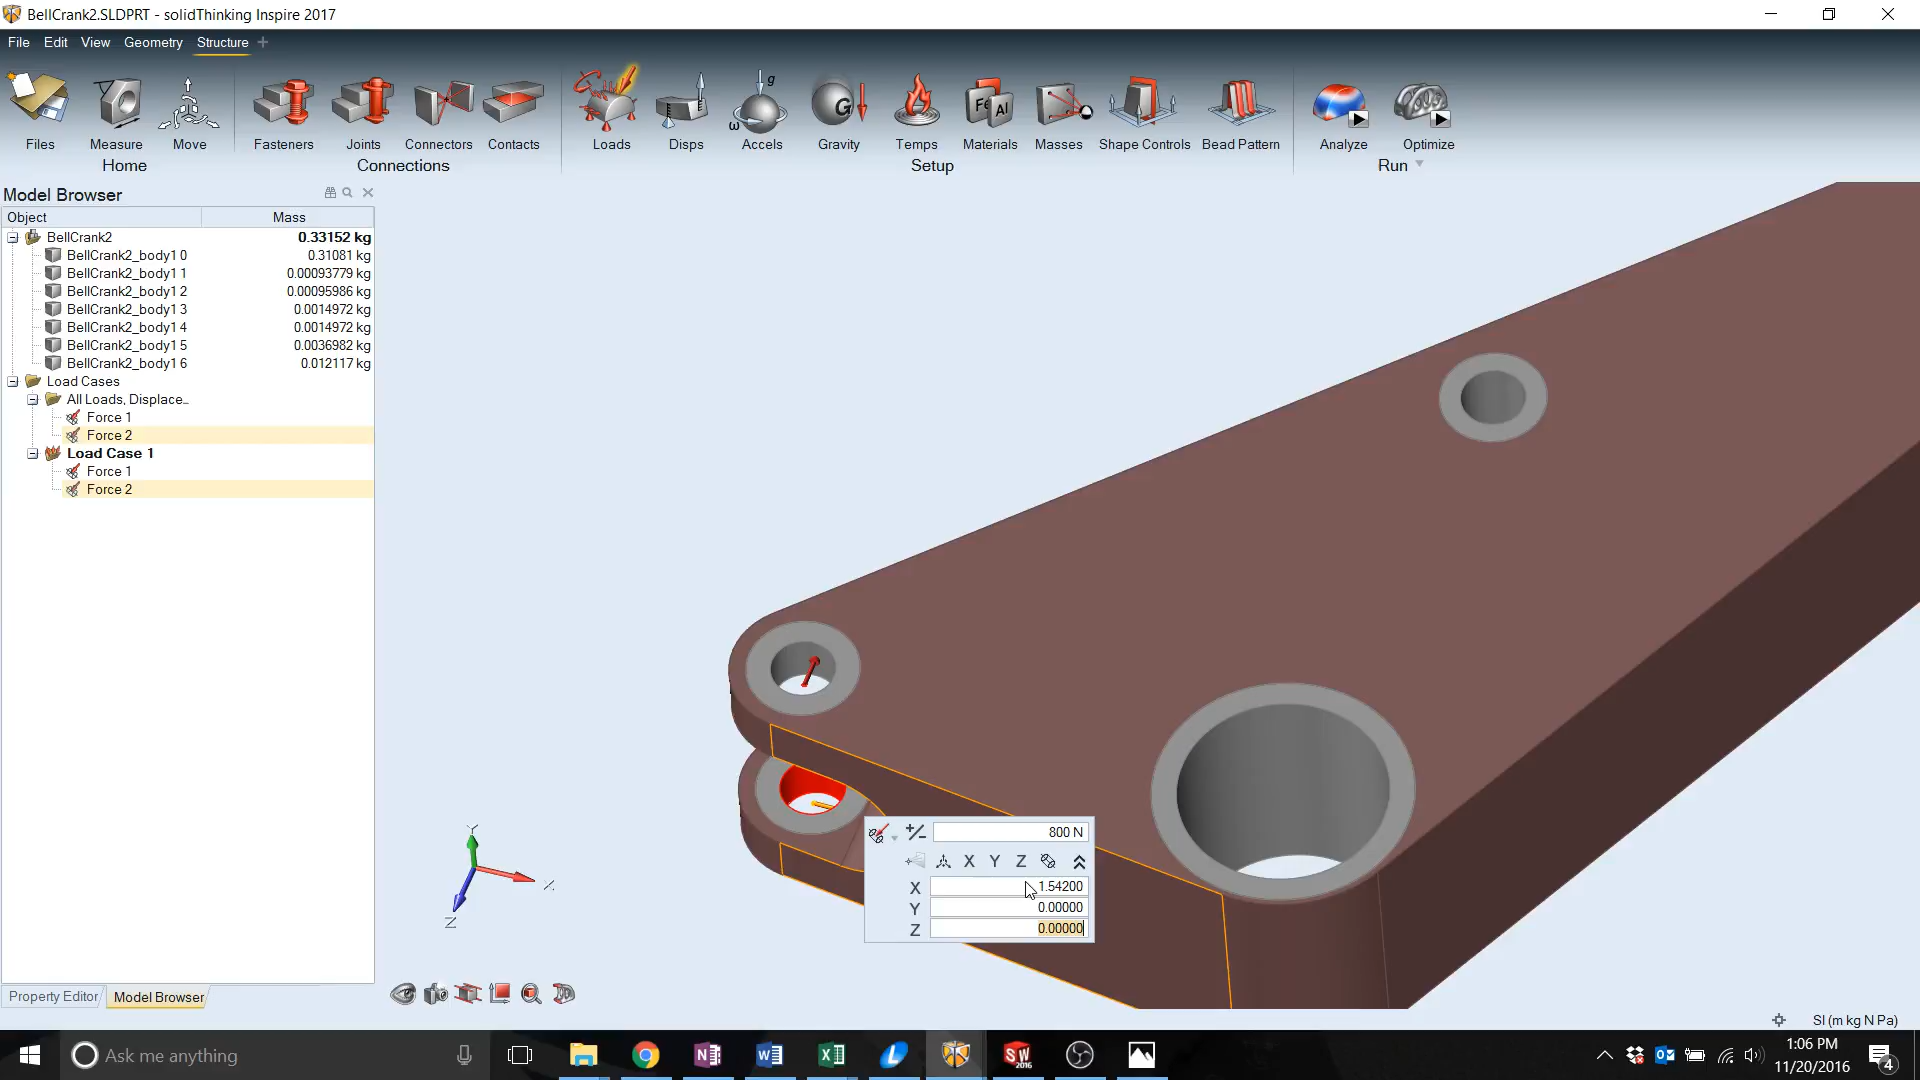 BellCrank2.SLDPRT - solidThinking Inspire 2017
File Edit View Geometry Structure +
Files Measure Move Fasteners Joints Connectors Contacts Loads Disps Accels Gravity Temps Materials Masses Shape Controls Bead Pattern Analyze Optimize
Home Connections Setup Run
Model Browser
Object Mass
BellCrank2 0.33152 kg
BellCrank2_body1 0 0.31081 kg
BellCrank2_body1 1 0.00093779 kg
BellCrank2_body1 2 0.00095986 kg
BellCrank2_body1 3 0.0014972 kg
BellCrank2_body1 4 0.0014972 kg
BellCrank2_body1 5 0.0036982 kg
BellCrank2_body1 6 0.012117 kg
Load Cases
All Loads, Displace...
Force 1
Force 2
Load Case 1
Force 1
Force 2
800 N
X Y Z
X 1.54200
Y 0.00000
Z 0.00000
Y
X
Z
Property Editor Model Browser
SI (m kg N Pa)
Ask me anything
1:06 PM
11/20/2016
4